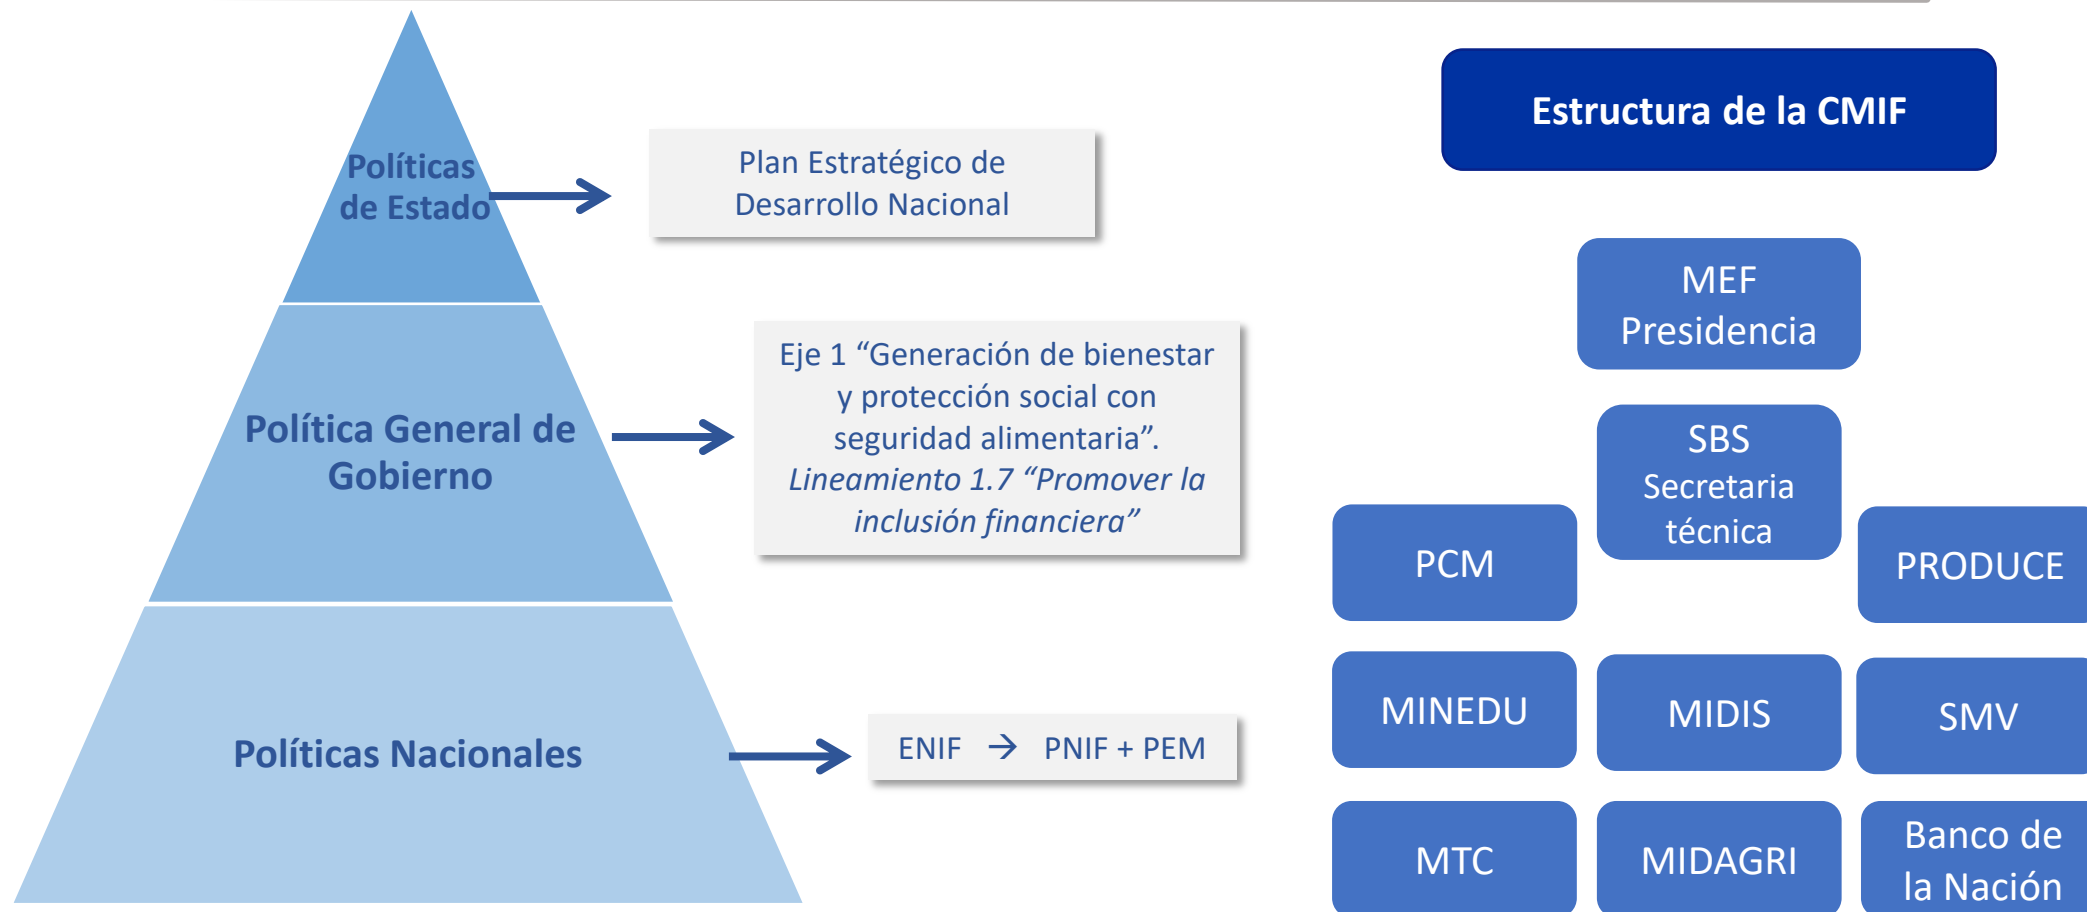 Políticas
de Estado
Plan Estratégico de
Desarrollo Nacional
Política General de
Gobierno
Eje 1 “Generación de bienestar
y protección social con
seguridad alimentaria”.
Lineamiento 1.7 “Promover la
inclusión financiera”
Políticas Nacionales
ENIF → PNIF + PEM
Estructura de la CMIF
MEF
Presidencia
SBS
Secretaria
técnica
PCM
PRODUCE
MINEDU
MIDIS
SMV
MTC
MIDAGRI
Banco de
la Nación